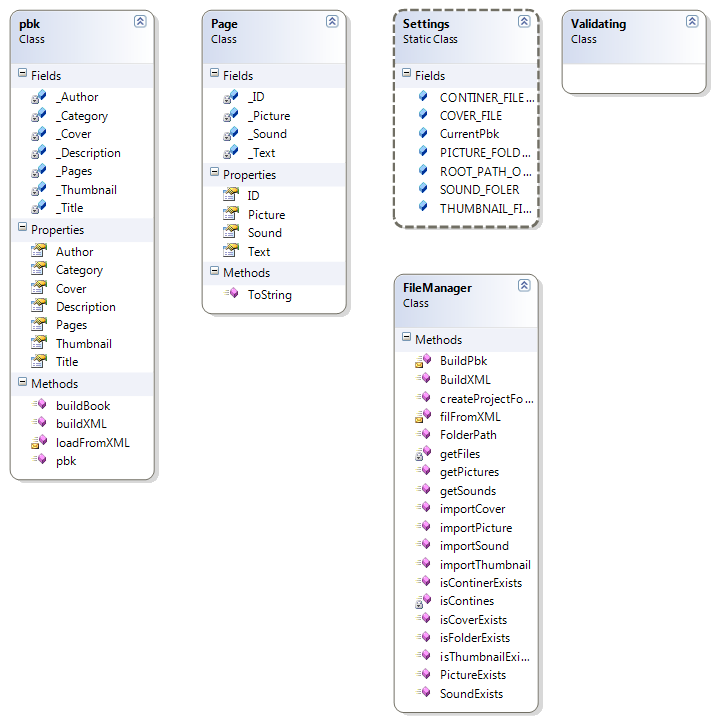 pbk
Class
Fields
_Author
_Category
_Cover
_Description
_Pages
_Thumbnail
_Title
Properties
Author
Category
Cover
Description
Pages
Thumbnail
Title
Methods
buildBook
buildXML
loadFromXML
pbk
Page
Class
Fields
_ID
_Picture
_Sound
_Text
Properties
ID
Picture
Sound
Text
Methods
ToString
Settings
Static Class
Fields
CONTINER_FILE...
COVER_FILE
CurrentPbk
PICTURE_FOLD...
ROOT_PATH_O...
SOUND_FOLER
THUMBNAIL_FI...
Validating
Class
FileManager
Class
Methods
BuildPbk
BuildXML
createProjectFo...
filFromXML
FolderPath
getFiles
getPictures
getSounds
importCover
importPicture
importSound
importThumbnail
isContinerExists
isContines
isCoverExists
isFolderExists
isThumbnailExi...
PictureExists
SoundExists